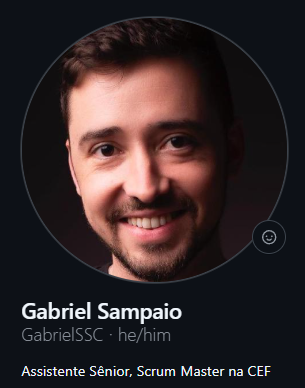 Gabriel Sampaio
GabrielSSC · he/him
Assistente Sênior, Scrum Master na CEF